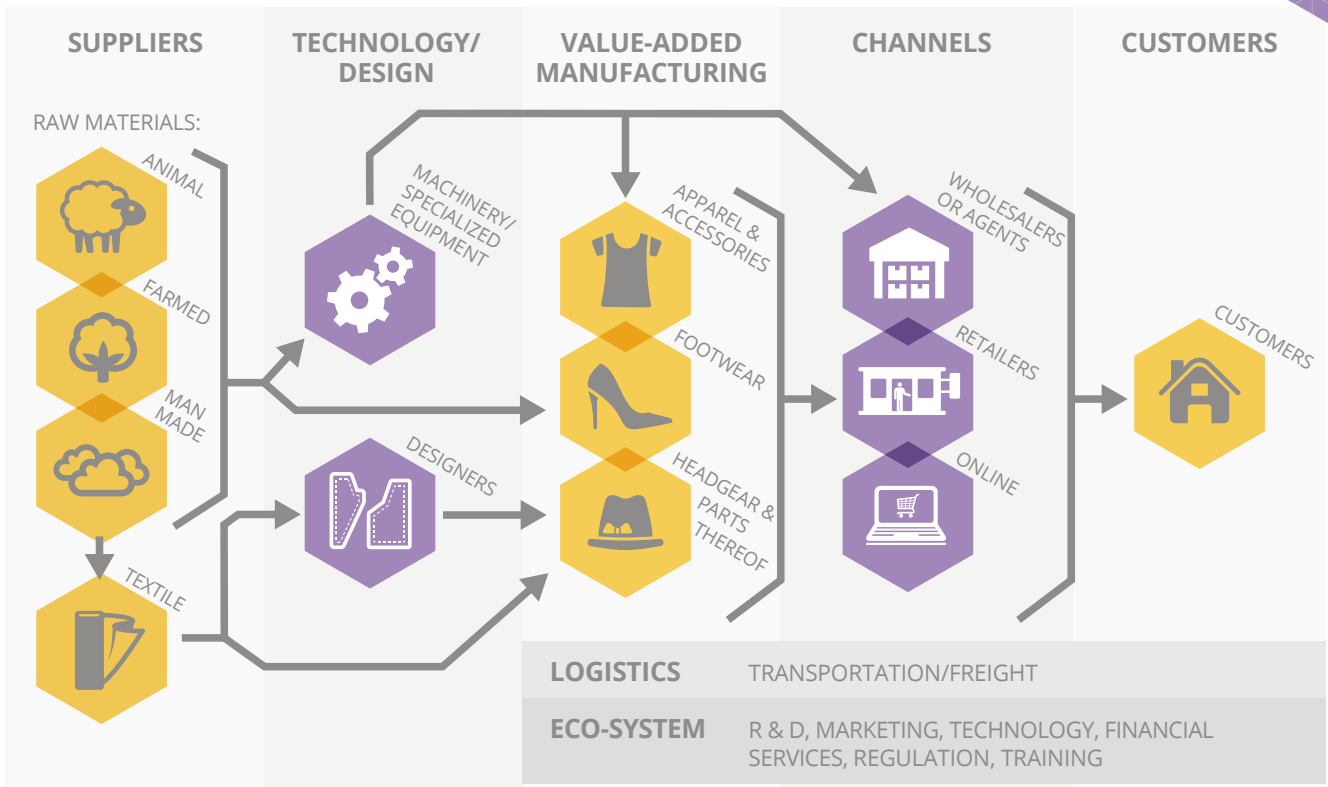 SUPPLIERS
TECHNOLOGY/
DESIGN
VALUE-ADDED
MANUFACTURING
CHANNELS
CUSTOMERS
RAW MATERIALS:
ANIMAL
FARMED
MAN
MADE
TEXTILE
MACHINERY/
SPECIALIZED
EQUIPMENT
DESIGNERS
APPAREL &
ACCESSORIES
FOOTWEAR
HEADGEAR &
PARTS
THEREOF
WHOLESALERS
OR AGENTS
RETAILERS
ONLINE
CUSTOMERS
LOGISTICS TRANSPORTATION/FREIGHT
ECO-SYSTEM R & D, MARKETING, TECHNOLOGY, FINANCIAL
SERVICES, REGULATION, TRAINING